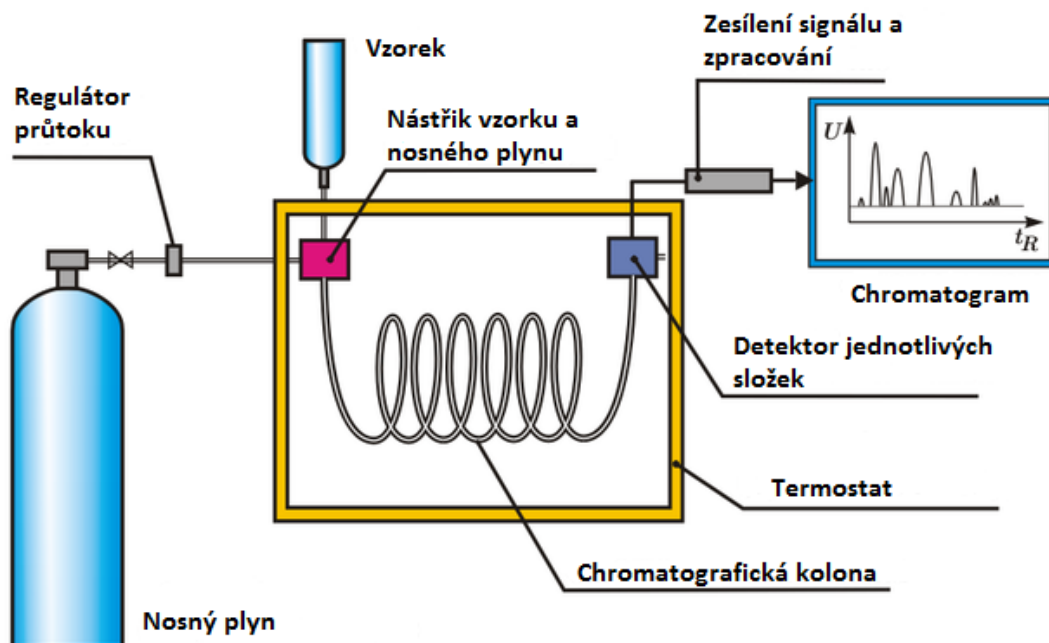 Zesílení signálu a
zpracování
Vzorek
Regulátor
průtoku
Nástřik vzorku a
nosného plynu
U
t_R
Chromatogram
Detektor jednotlivých
složek
Termostat
Chromatografická kolona
Nosný plyn